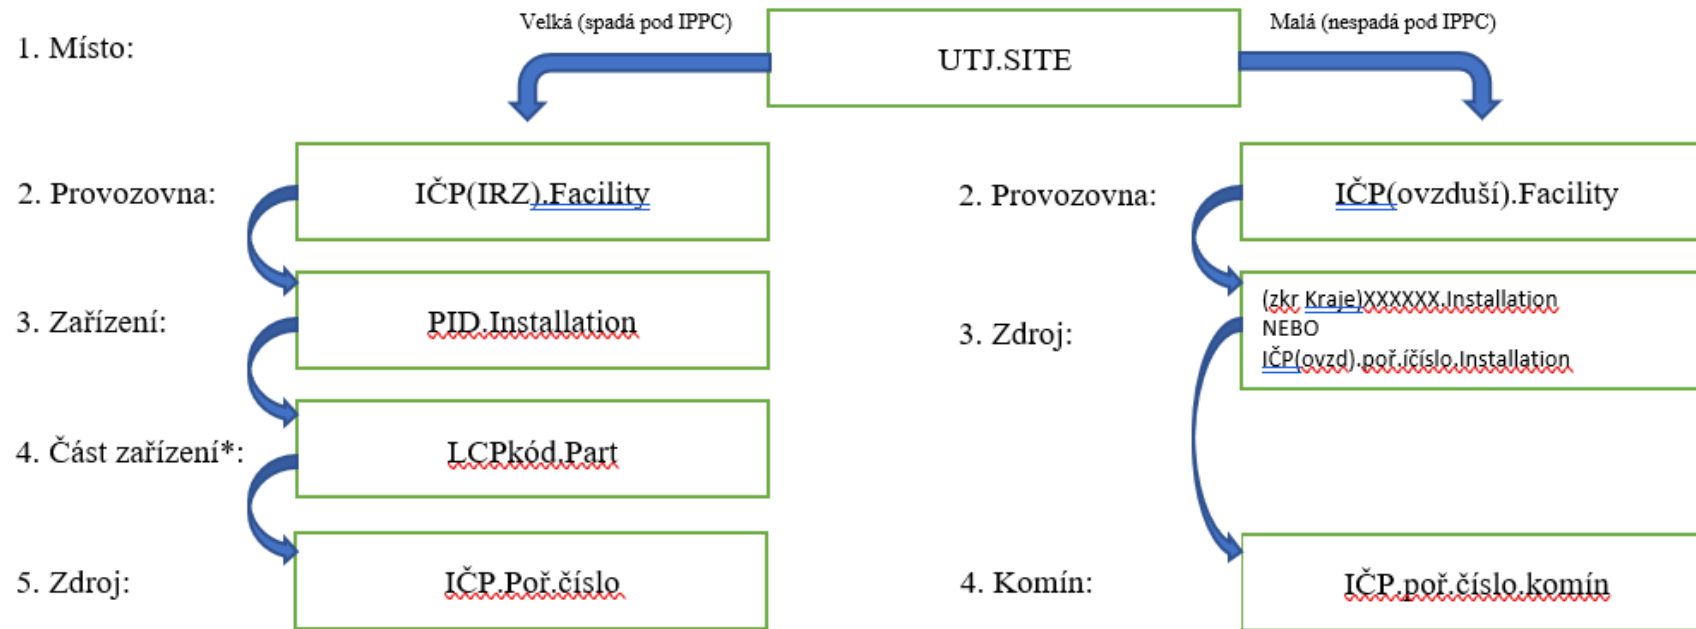 Velká (spadá pod IPPC)
Malá (nespadá pod IPPC)
1. Místo:
UTJ.SITE
2. Provozovna:
IČP(IRZ).Facility
2. Provozovna:
IČP(ovzduší).Facility
3. Zařízení:
PID.Installation
3. Zdroj:
(zkr Kraje)XXXXXX.Installation
NEBO
IČP(ovzd).poř.íčíslo.Installation
4. Část zařízení*:
LCPkód.Part
5. Zdroj:
IČP.Poř.číslo
4. Komín:
IČP.poř.číslo.komín